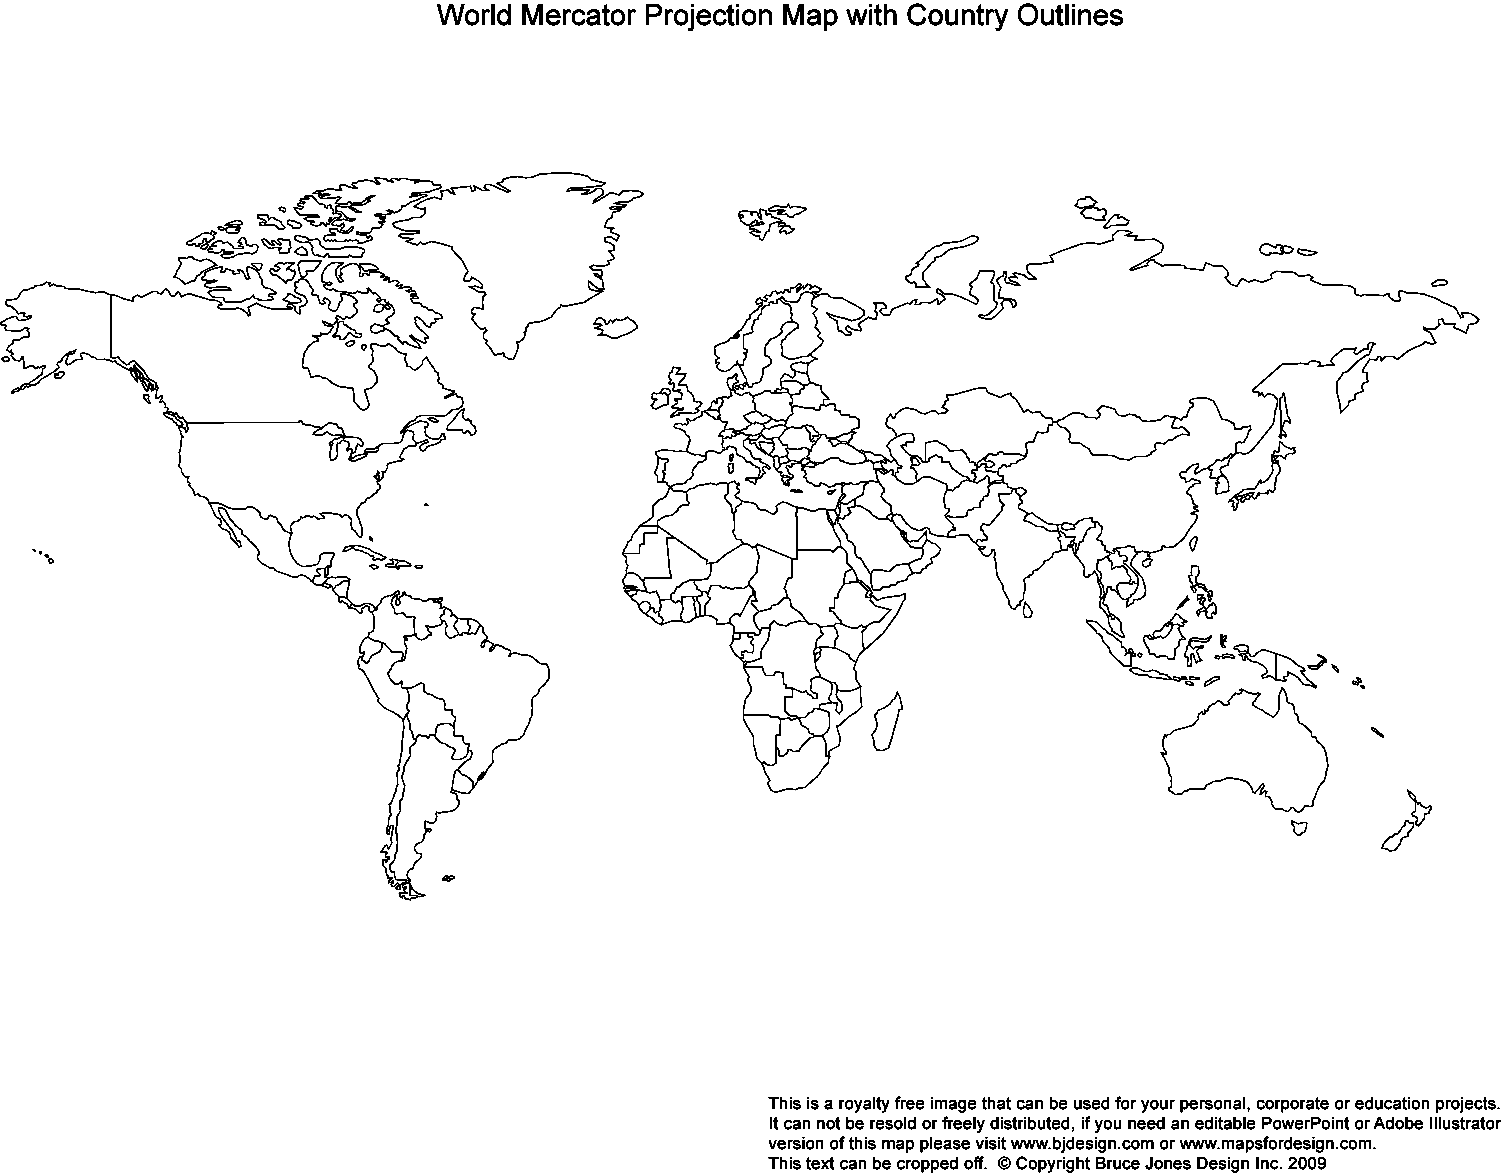 World Mercator Projection Map with Country Outlines
This is a royalty free image that can be used for your personal, corporate or education projects.
It can not be resold or freely distributed, if you need an editable PowerPoint or Adobe Illustrator
version of this map please visit www.bjdesign.com or www.mapsfordesign.com.
This text can be cropped off.  © Copyright Bruce Jones Design Inc. 2009